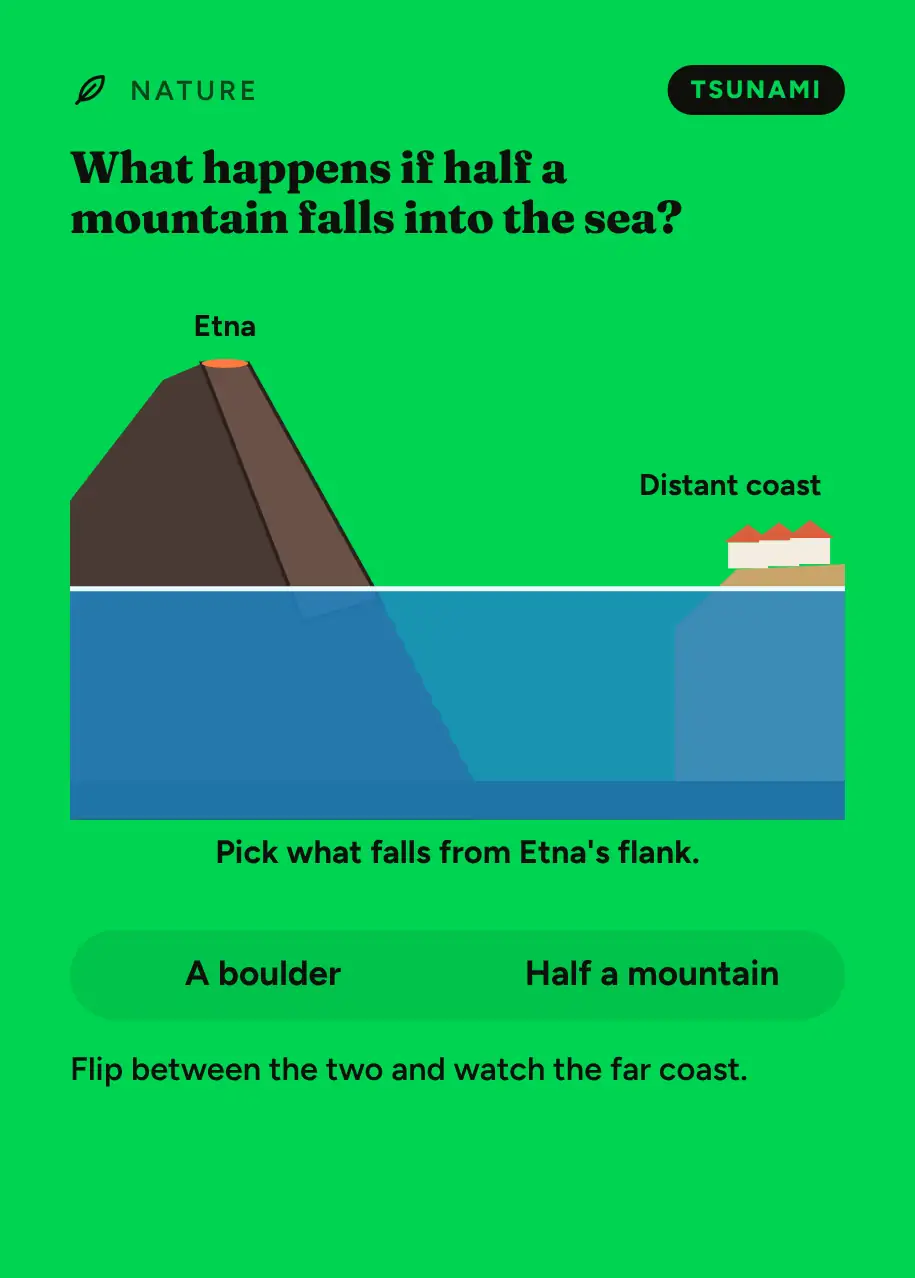 NATURE
TSUNAMI
What happens if half a
mountain falls into the sea?
Etna
Distant coast
Pick what falls from Etna's flank.
A boulder
Half a mountain
Flip between the two and watch the far coast.